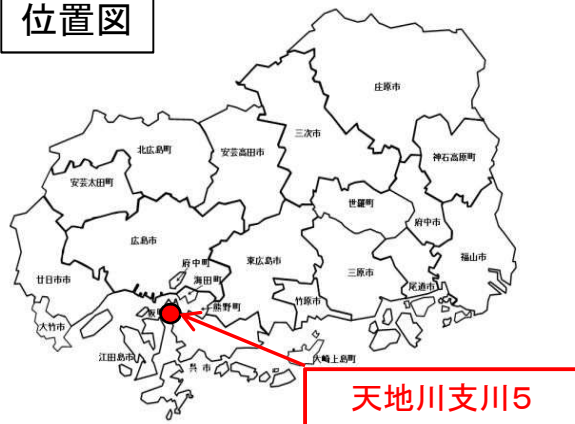 位置図
庄原市
三次市
北広島町
安芸高田市
神石高原町
安芸太田町
世羅町
府中市
広島市
府中町
東広島市
福山市
三原市
海田町
廿日市市
尾道市
竹原市
熊野町
坂町
大竹市
江田島市
大崎上島町
呉市
天地川支川5